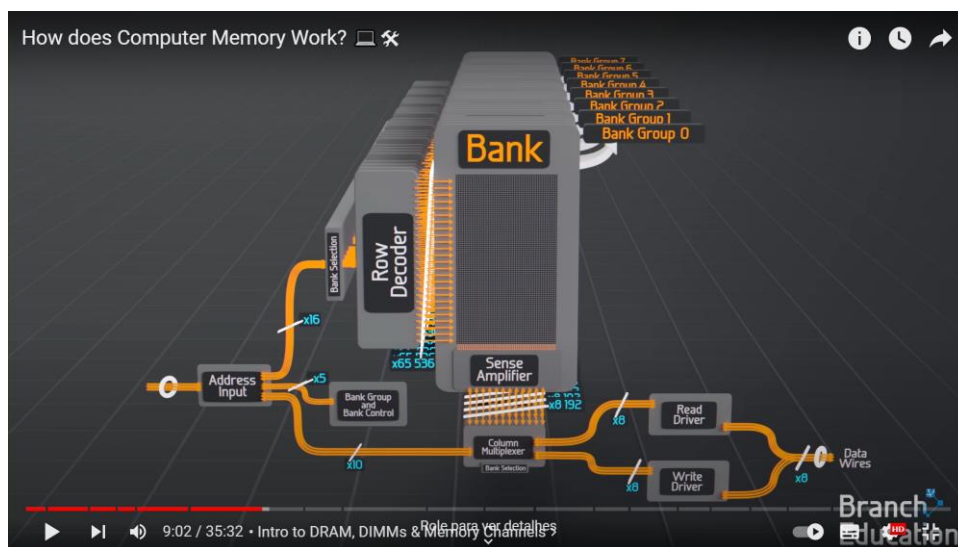 How does Computer Memory Work? 💻 🛠
Bank Group 7
Bank Group 6
Bank Group 5
Bank Group 4
Bank Group 3
Bank Group 2
Bank Group 1
Bank Group 0
Bank
Bank Selection
Row
Decoder
x16
x65 536
Sense
Amplifier
x8 192
Address
Input
x5
Bank Group
and
Bank Control
x10
Column
Multiplexer
Bank Selection
x8
Read
Driver
x8
Write
Driver
x8
Data
Wires
Branch
Education
9:02 / 35:32 • Intro to DRAM, DIMMs & Memory Channels >
Role para ver detalhes
HD